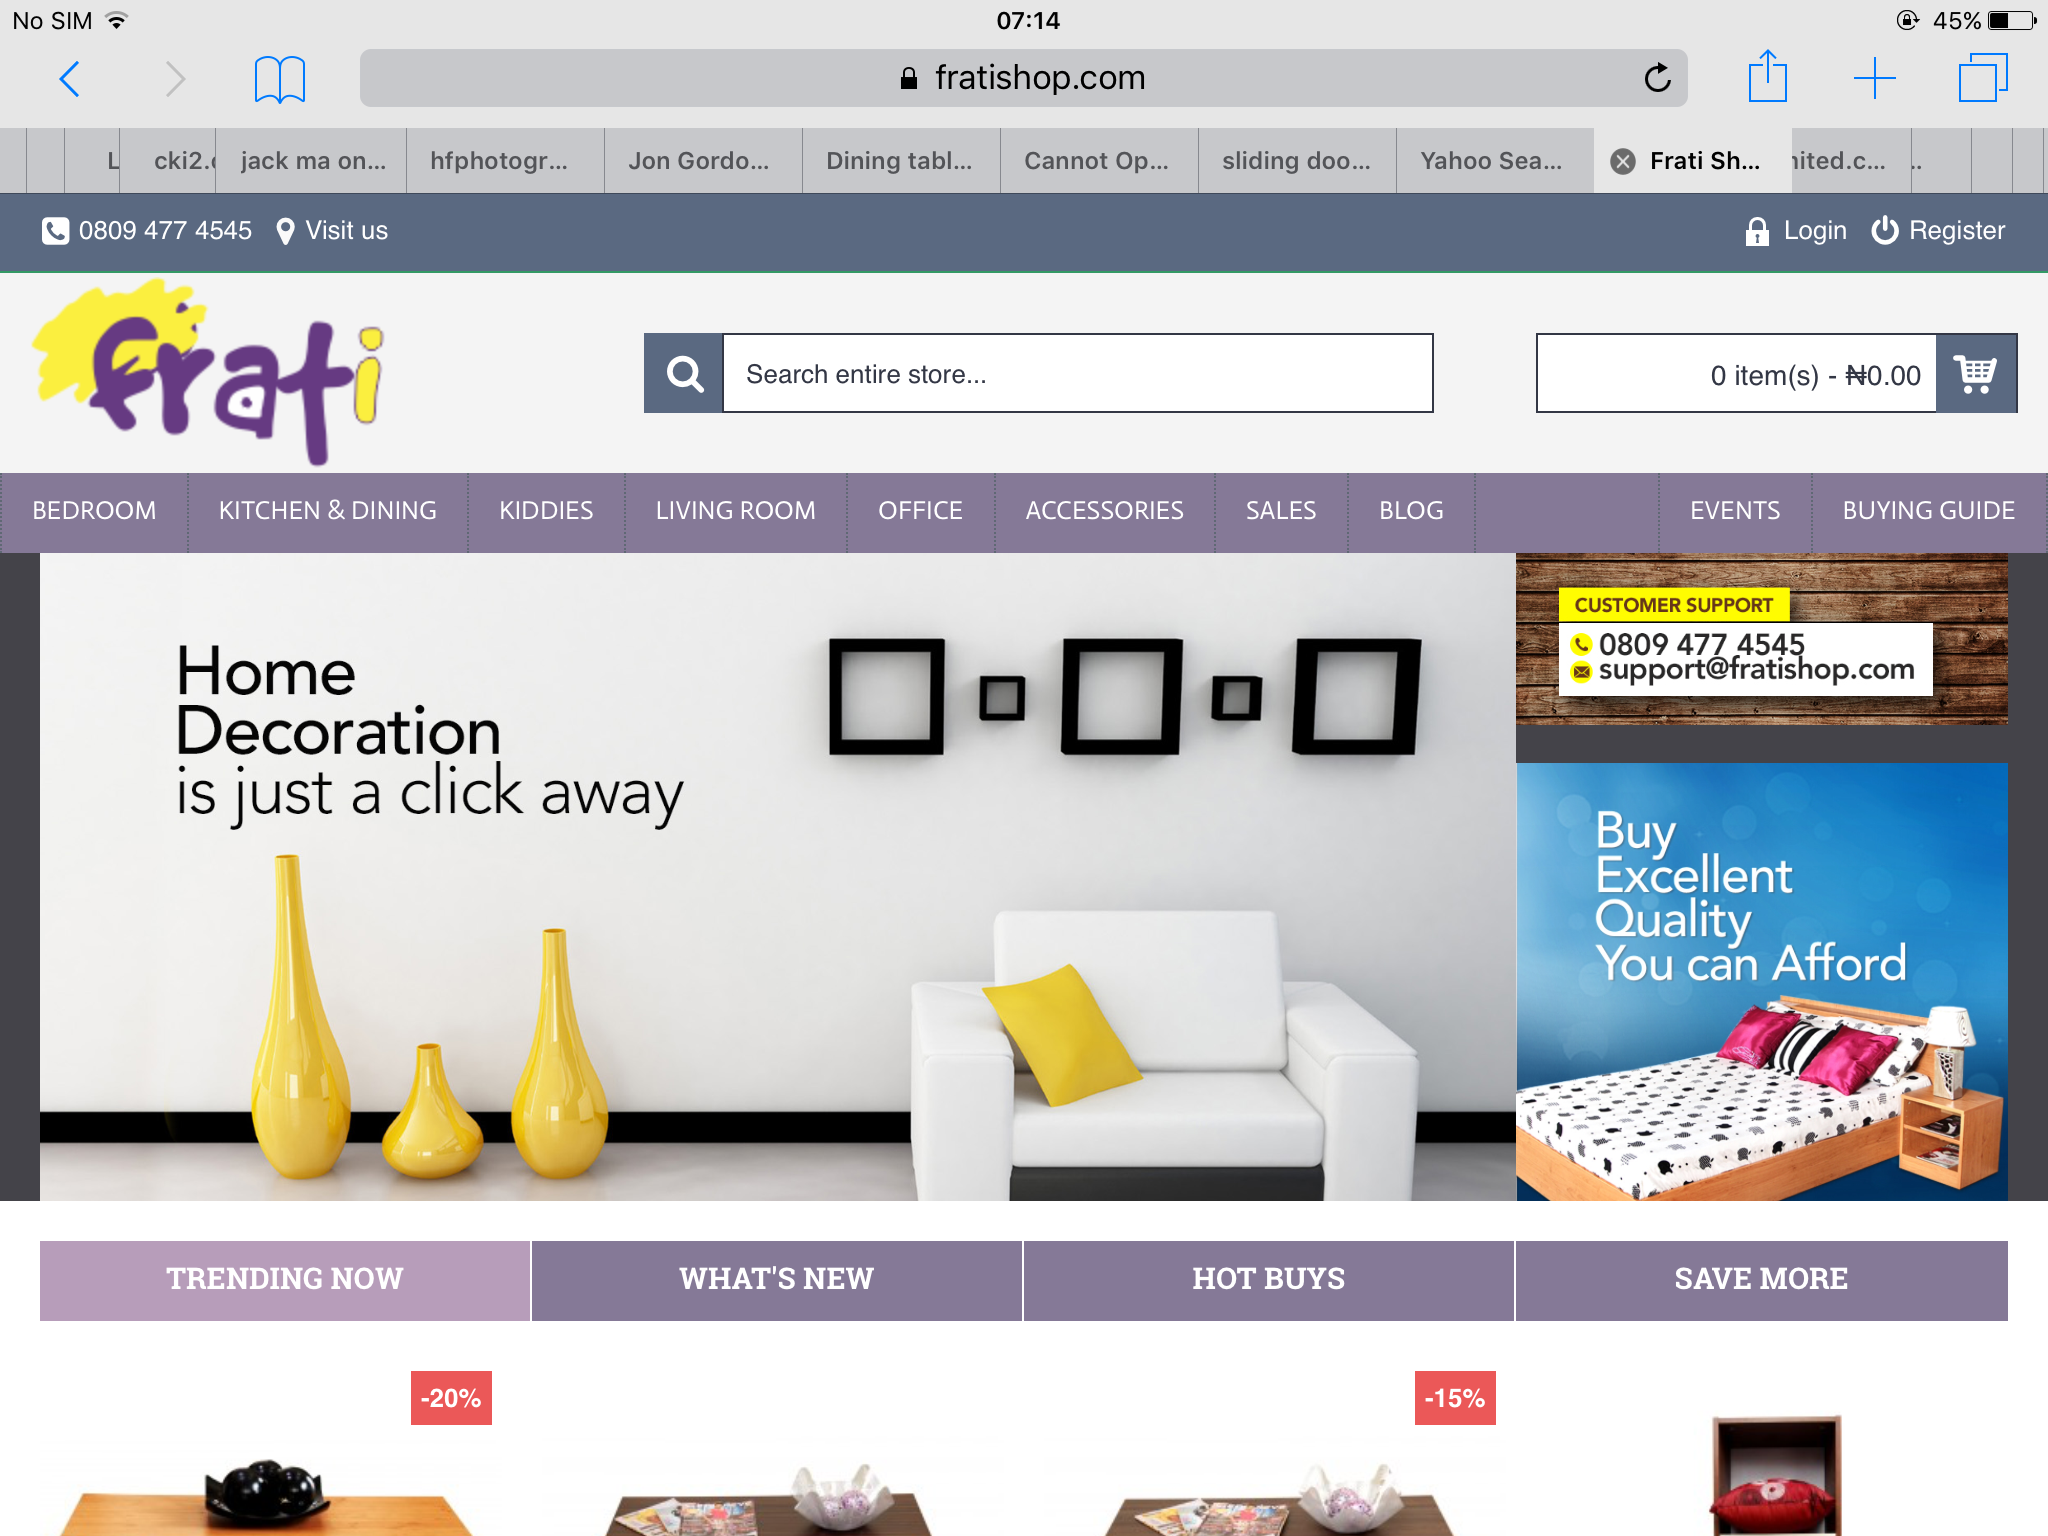 No SIM
07:14
45%
fratishop.com
L
cki2.
jack ma on...
hfphotogr...
Jon Gordo...
Dining tabl...
Cannot Op...
sliding doo...
Yahoo Sea...
Frati Sh...
ited.c...
0809 477 4545
Visit us
Login
Register
frati
Search entire store...
0 item(s) - ₦0.00
BEDROOM
KITCHEN & DINING
KIDDIES
LIVING ROOM
OFFICE
ACCESSORIES
SALES
BLOG
EVENTS
BUYING GUIDE
Home
Decoration
is just a click away
CUSTOMER SUPPORT
0809 477 4545
support@fratishop.com
Buy
Excellent
Quality
You can Afford
TRENDING NOW
WHAT'S NEW
HOT BUYS
SAVE MORE
-20%
-15%